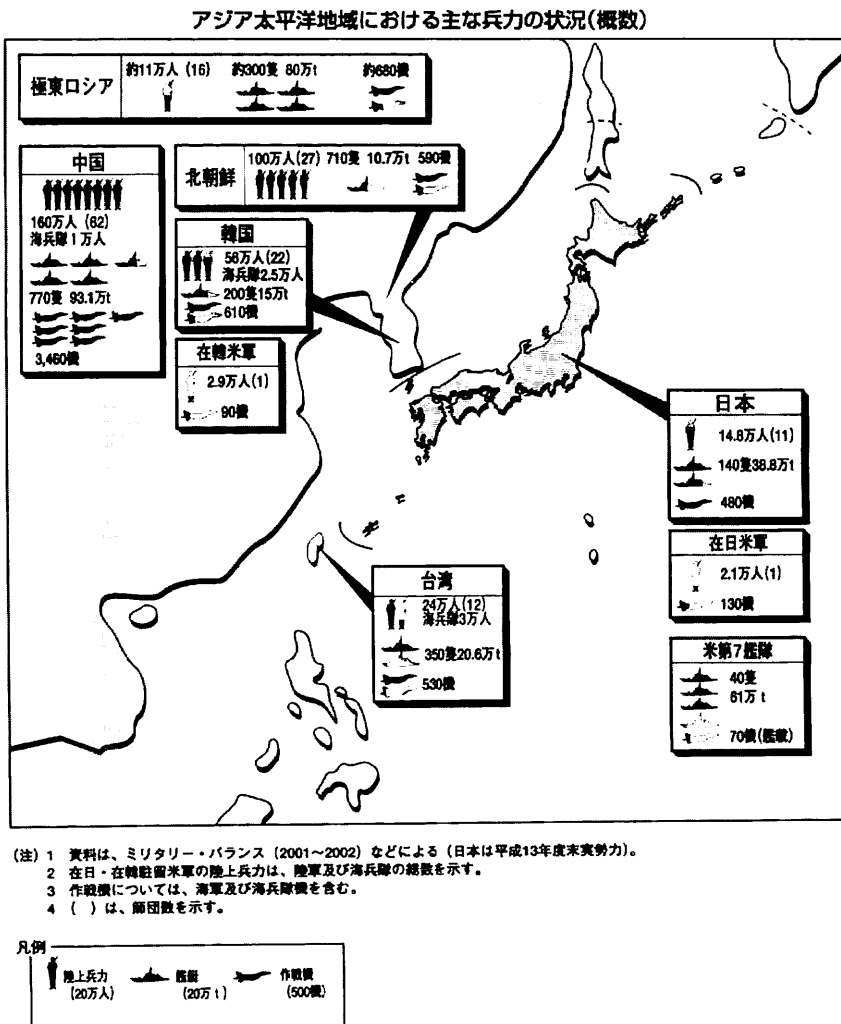 アジア太平洋地域における主な兵力の状況(概数)
極東ロシア
約11万人 (16)
約300隻 80万t
約680機
中国
160万人 (62)
海兵隊1万人
770隻 93.1万t
3,460機
北朝鮮
100万人(27) 710隻 10.7万t 590機
韓国
56万人(22)
海兵隊2.5万人
200隻15万t
610機
在韓米軍
2.9万人(1)
90機
日本
14.8万人(11)
140隻38.8万t
480機
在日米軍
2.1万人(1)
130機
台湾
24万人(12)
海兵隊3万人
350隻20.6万t
530機
米第7艦隊
40隻
61万t
70機(艦載)
(注) 1 資料は、ミリタリー・バランス (2001~2002) などによる (日本は平成13年度末実勢力)。
2 在日・在韓駐留米軍の陸上兵力は、陸軍及び海兵隊の総数を示す。
3 作戦機については、海軍及び海兵隊機を含む。
4 ( ) は、師団数を示す。
凡例
陸上兵力
(20万人)
艦艇
(20万t)
作戦機
(500機)